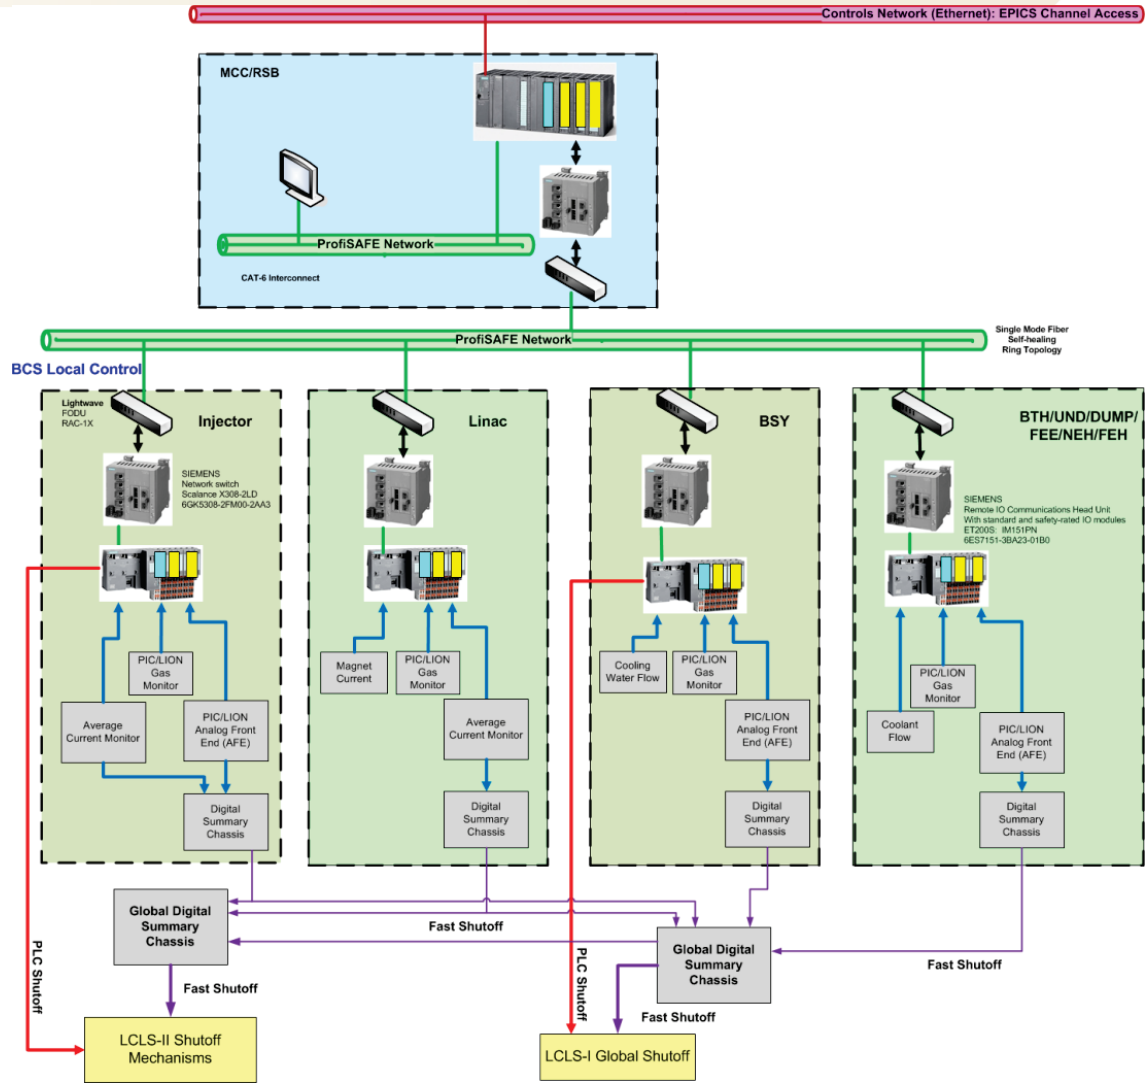 Controls Network (Ethernet): EPICS Channel Access
MCC/RSB
ProfiSAFE Network
CAT-6 Interconnect
ProfiSAFE Network
Single Mode Fiber
Self-healing
Ring Topology
BCS Local Control
Lightwave
FODU
RAC-1X
Injector
SIEMENS
Network switch
Scalance X308-2LD
6GK5308-2FM00-2AA3
PIC/LION
Gas
Monitor
Average
Current Monitor
PIC/LION
Analog Front
End (AFE)
Digital
Summary
Chassis
Linac
Magnet
Current
PIC/LION
Gas
Monitor
Average
Current Monitor
Digital
Summary
Chassis
BSY
Cooling
Water Flow
PIC/LION
Gas
Monitor
PIC/LION
Analog Front
End (AFE)
Digital
Summary
Chassis
BTH/UND/DUMP/
FEE/NEH/FEH
SIEMENS
Remote IO Communications Head Unit
With standard and safety-rated IO modules
ET200S:  IM151PN
6ES7151-3BA23-01B0
PIC/LION
Gas
Monitor
Coolant
Flow
PIC/LION
Analog Front
End (AFE)
Digital
Summary
Chassis
Global Digital
Summary
Chassis
Fast Shutoff
Global Digital
Summary
Chassis
Fast Shutoff
PLC Shutoff
Fast Shutoff
PLC Shutoff
Fast Shutoff
LCLS-II Shutoff
Mechanisms
LCLS-I Global Shutoff